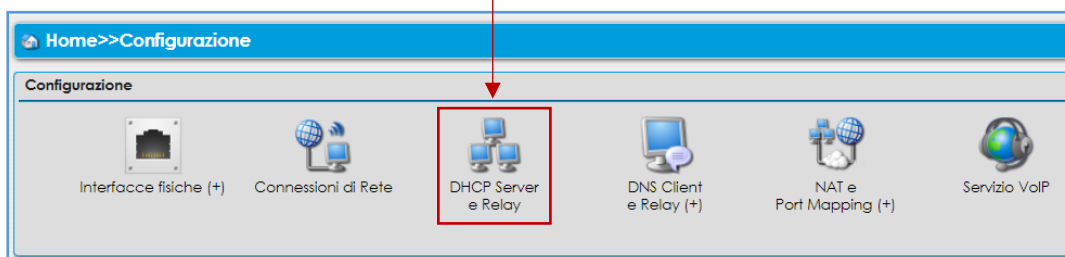 Home>>Configurazione
Configurazione
Interfacce fisiche (+)
Connessioni di Rete
DHCP Server
e Relay
DNS Client
e Relay (+)
NAT e
Port Mapping (+)
Servizio VoIP